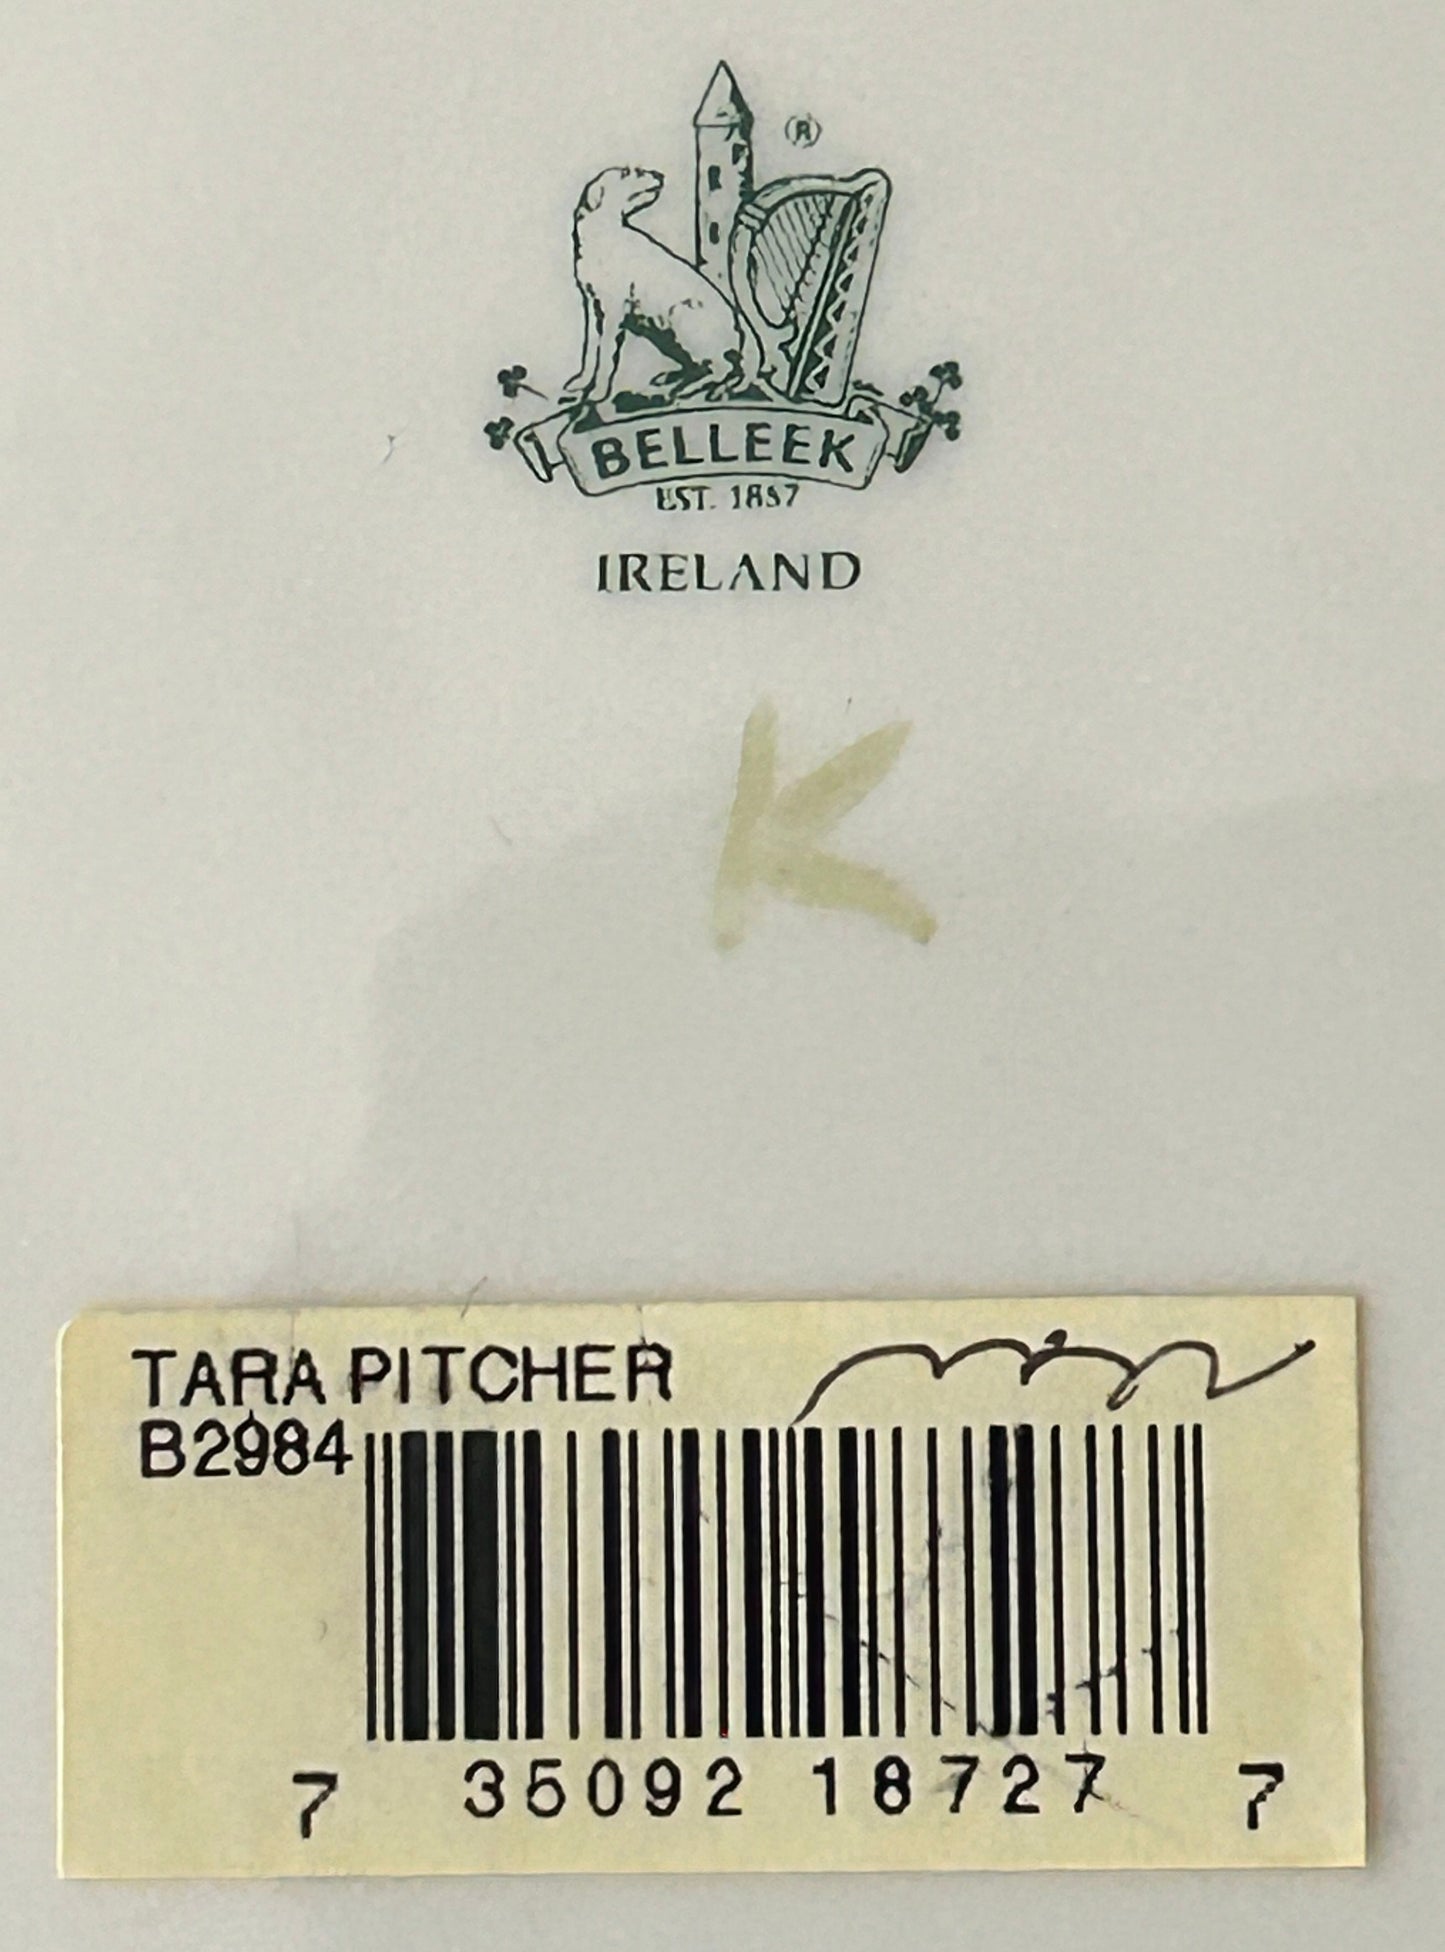 ®
BELLEEK
EST. 1857
IRELAND
K
TARA PITCHER
B2984
7 35092 18727 7